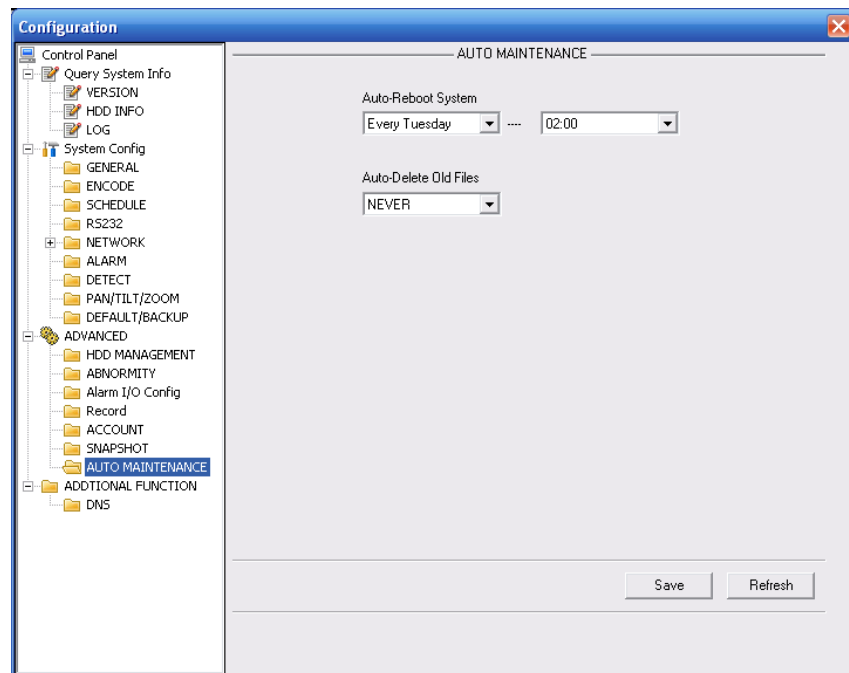 Configuration
Control Panel
Query System Info
VERSION
HDD INFO
LOG
System Config
GENERAL
ENCODE
SCHEDULE
RS232
NETWORK
ALARM
DETECT
PAN/TILT/ZOOM
DEFAULT/BACKUP
ADVANCED
HDD MANAGEMENT
ABNORMITY
Alarm I/O Config
Record
ACCOUNT
SNAPSHOT
AUTO MAINTENANCE
ADDTIONAL FUNCTION
DNS
AUTO MAINTENANCE
Auto-Reboot System
Every Tuesday ---- 02:00
Auto-Delete Old Files
NEVER
Save Refresh